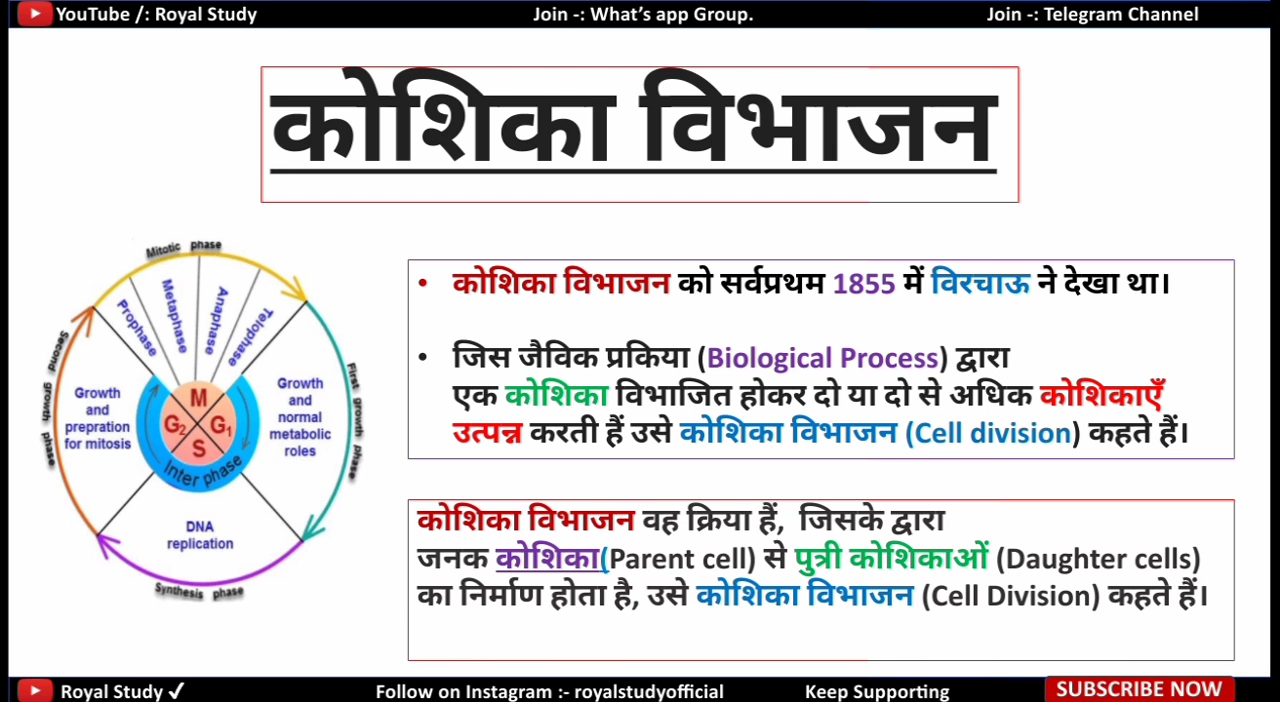 YouTube /: Royal Study
Join -: What's app Group.
Join -: Telegram Channel
कोशिका विभाजन
Mitotic phase
Prophase
Metaphase
Anaphase
Telophase
Second growth phase
First growth phase
Growth
and
prepration
for mitosis
Growth
and
normal
metabolic
roles
M
G₂
G₁
S
Inter phase
DNA
replication
Synthesis phase
• कोशिका विभाजन को सर्वप्रथम 1855 में विरचाऊ ने देखा था।
• जिस जैविक प्रकिया (Biological Process) द्वारा
एक कोशिका विभाजित होकर दो या दो से अधिक कोशिकाएँ
उत्पन्न करती हैं उसे कोशिका विभाजन (Cell division) कहते हैं।
कोशिका विभाजन वह क्रिया हैं, जिसके द्वारा
जनक कोशिका(Parent cell) से पुत्री कोशिकाओं (Daughter cells)
का निर्माण होता है, उसे कोशिका विभाजन (Cell Division) कहते हैं।
Royal Study ✓
Follow on Instagram :- royalstudyofficial
Keep Supporting
SUBSCRIBE NOW